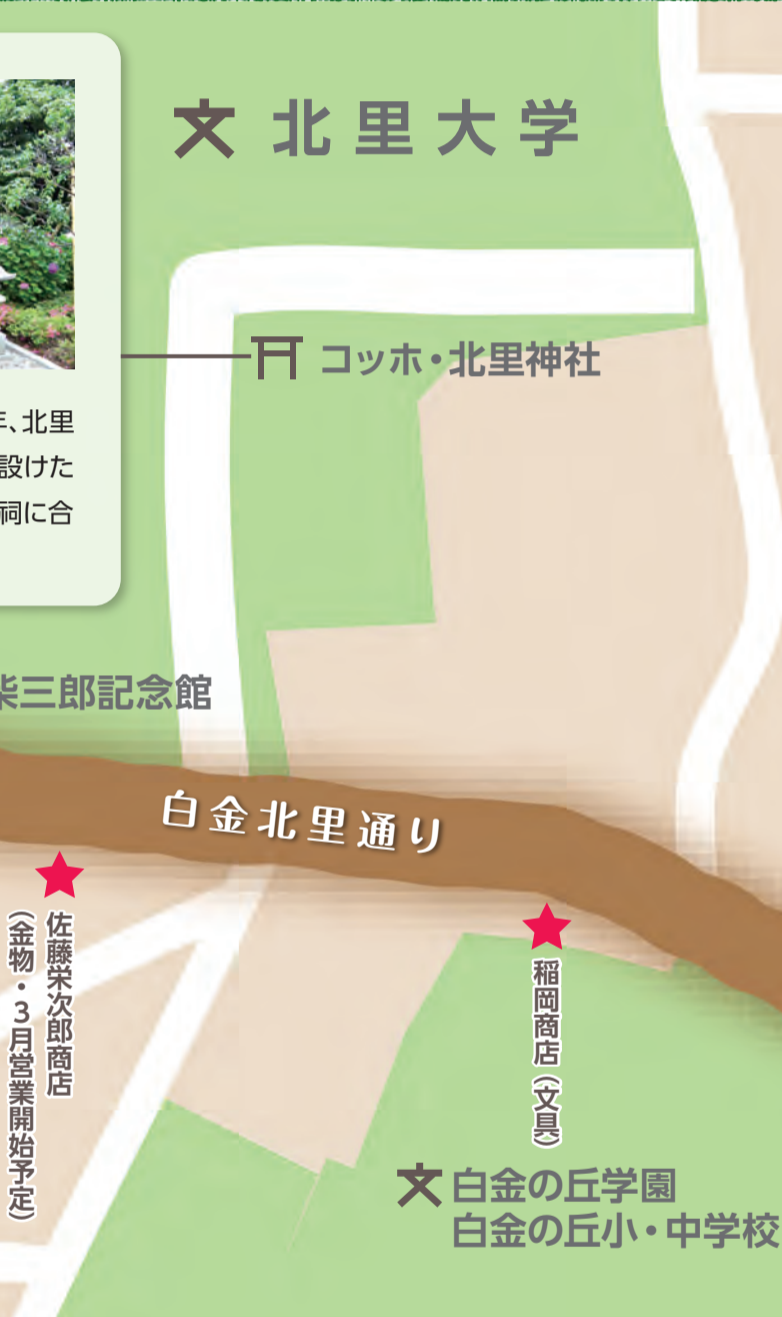 文 北里大学
コッホ・北里神社
年、北里
設けた
祠に合
柴三郎記念館
白金北里通り
佐藤栄次郎商店
(金物・3月営業開始予定)
稲岡商店(文具)
文 白金の丘学園
白金の丘小・中学校